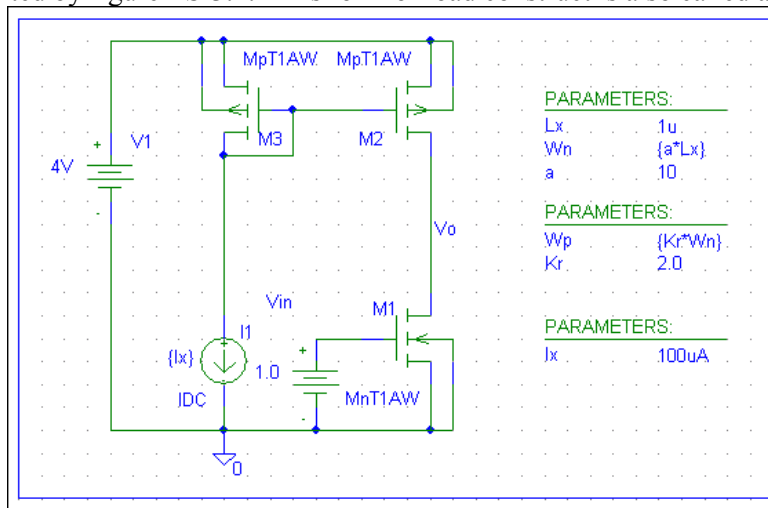 MpT1AW MpT1AW
PARAMETERS:
Lx 1u
Wn {a*Lx}
a 10
+ V1 M3 M2
4V
-
PARAMETERS:
Wp {Kr*Wn}
Kr 2.0
Vo
Vin M1
I1
PARAMETERS:
Ix 100uA
{Ix} + 1.0 +
IDC MnT1AW
-
0